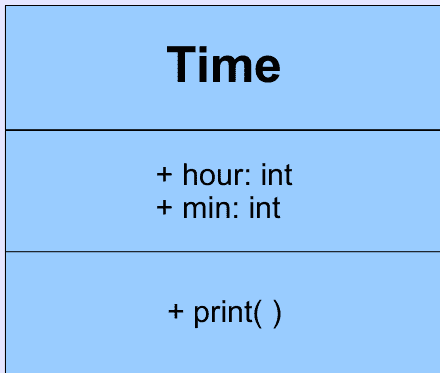 Time
+ hour: int
+ min: int
+ print( )